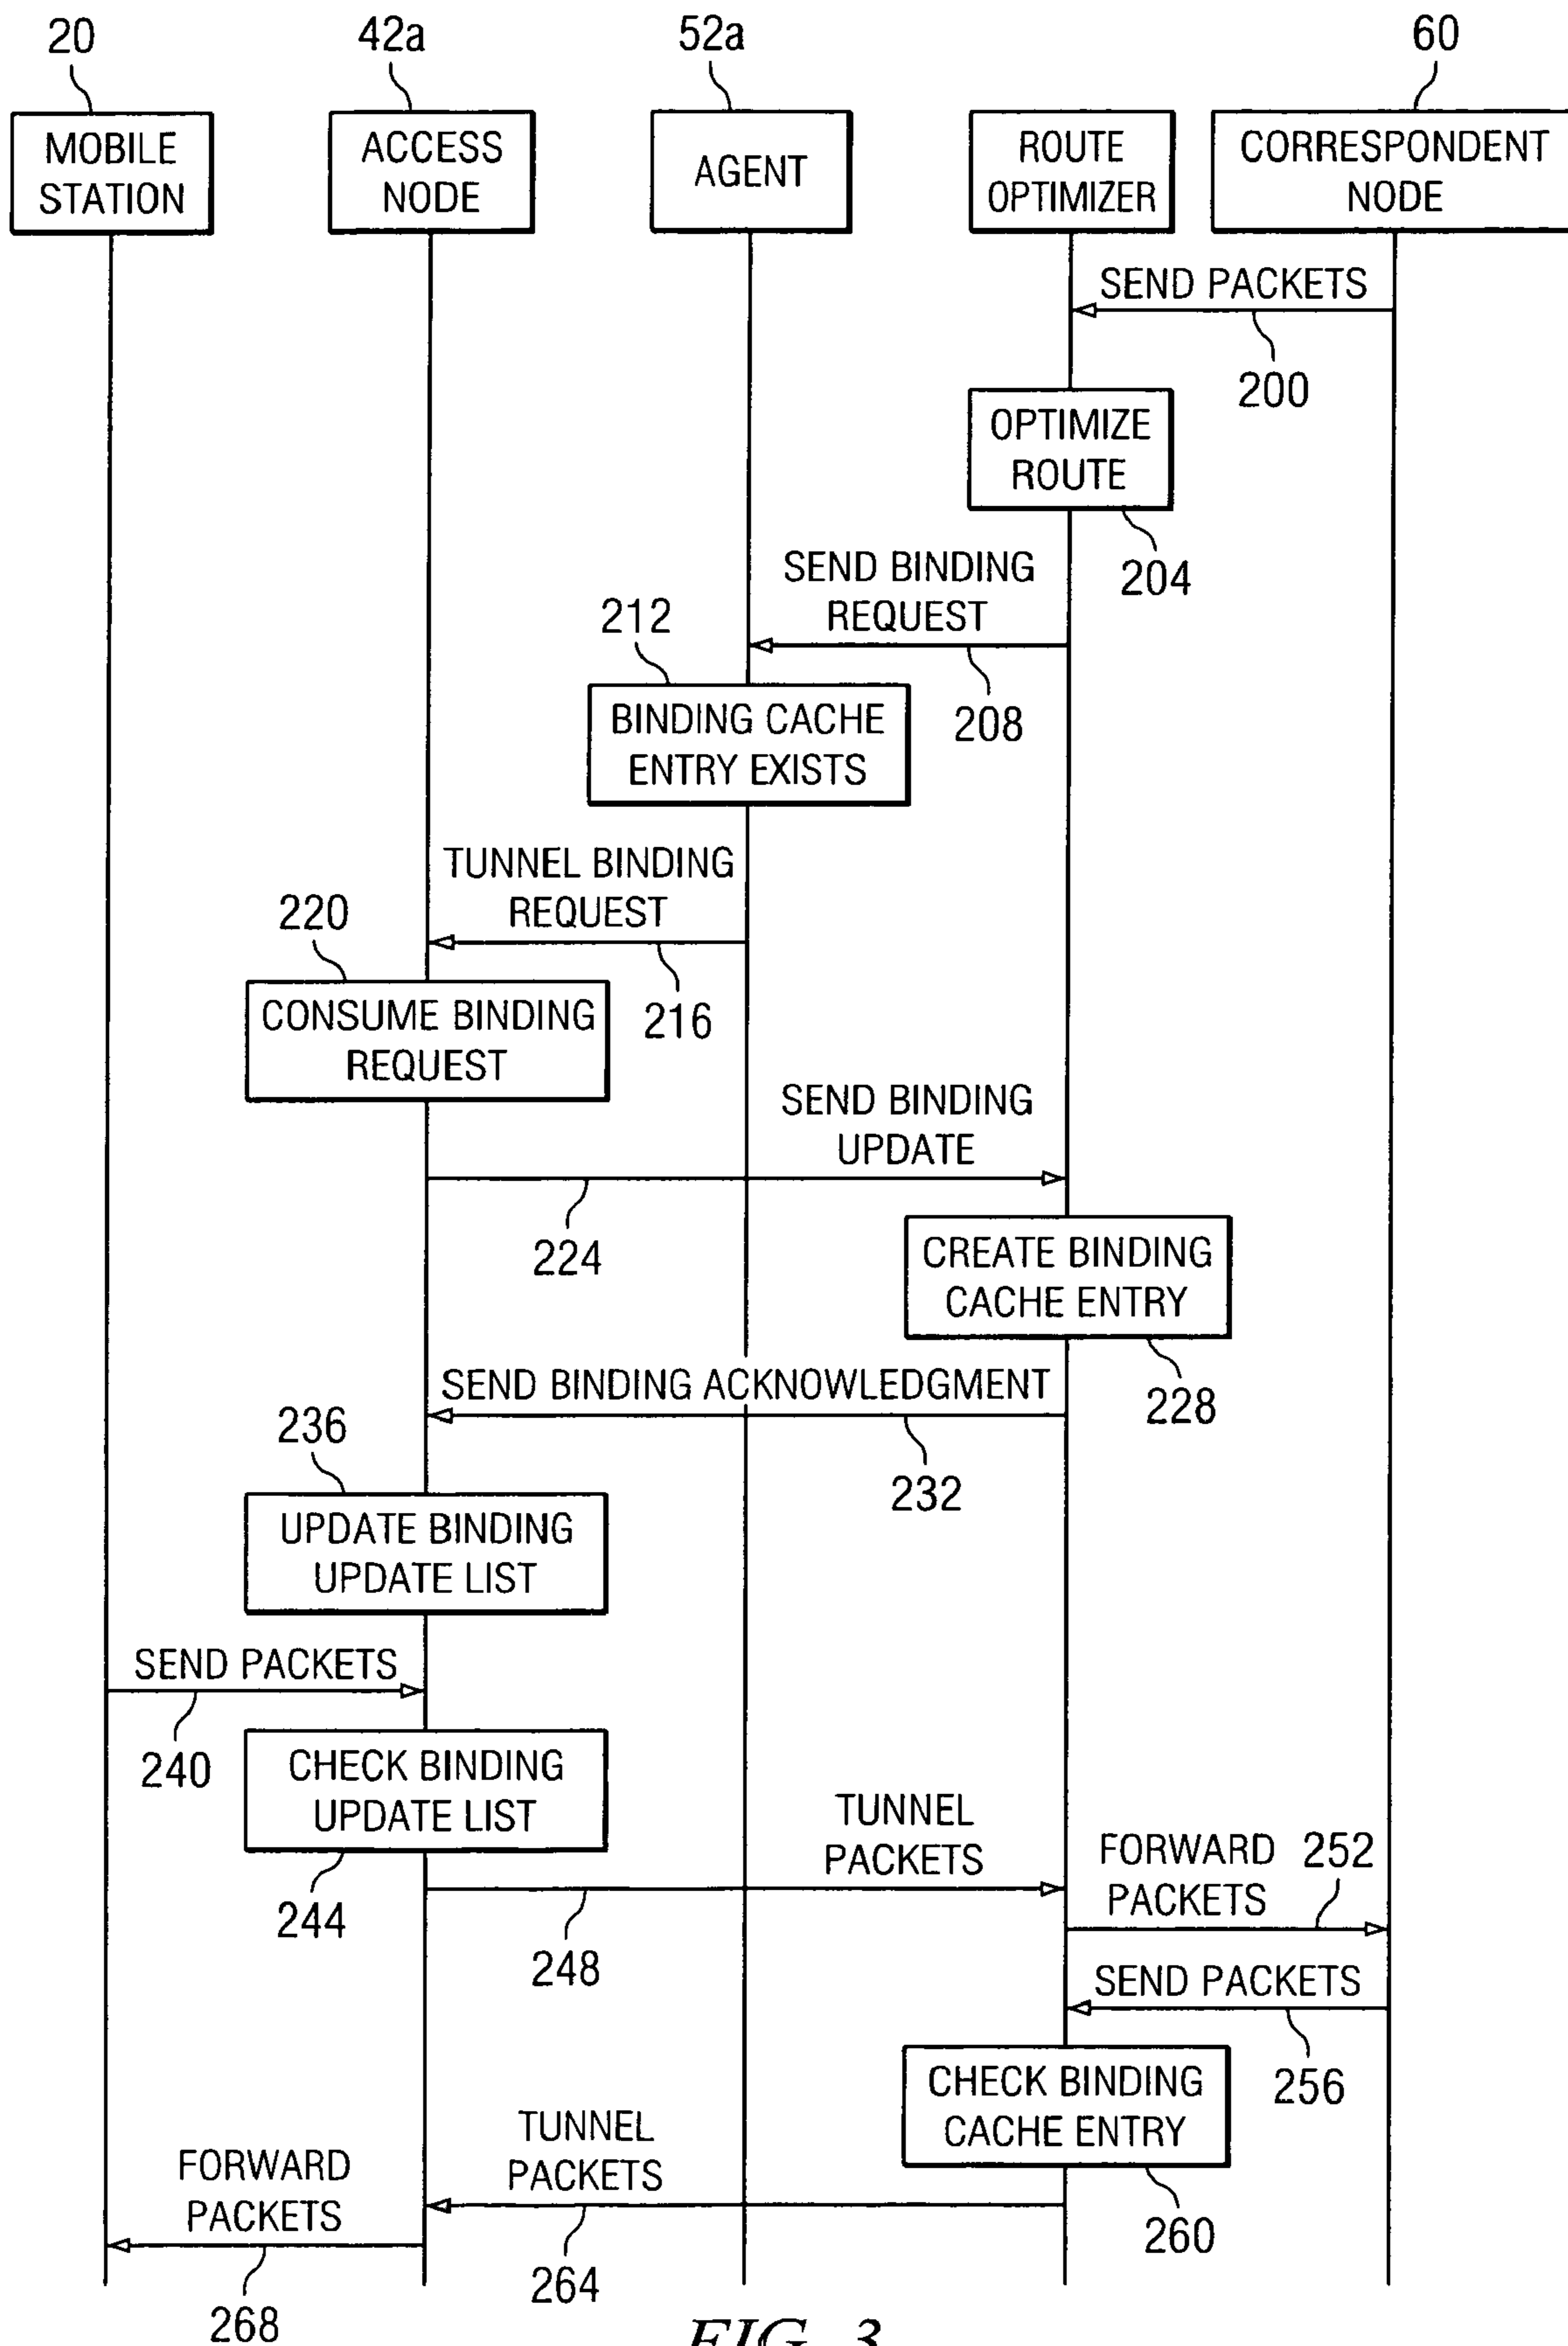 20
42a
52a
60
MOBILE
STATION
ACCESS
NODE
AGENT
ROUTE
OPTIMIZER
CORRESPONDENT
NODE
SEND PACKETS
200
OPTIMIZE
ROUTE
204
SEND BINDING
REQUEST
208
212
BINDING CACHE
ENTRY EXISTS
TUNNEL BINDING
REQUEST
216
220
CONSUME BINDING
REQUEST
SEND BINDING
UPDATE
224
CREATE BINDING
CACHE ENTRY
228
SEND BINDING ACKNOWLEDGMENT
232
236
UPDATE BINDING
UPDATE LIST
SEND PACKETS
240
CHECK BINDING
UPDATE LIST
244
TUNNEL
PACKETS
248
FORWARD
PACKETS
252
SEND PACKETS
256
CHECK BINDING
CACHE ENTRY
260
TUNNEL
PACKETS
264
FORWARD
PACKETS
268
FIG. 3